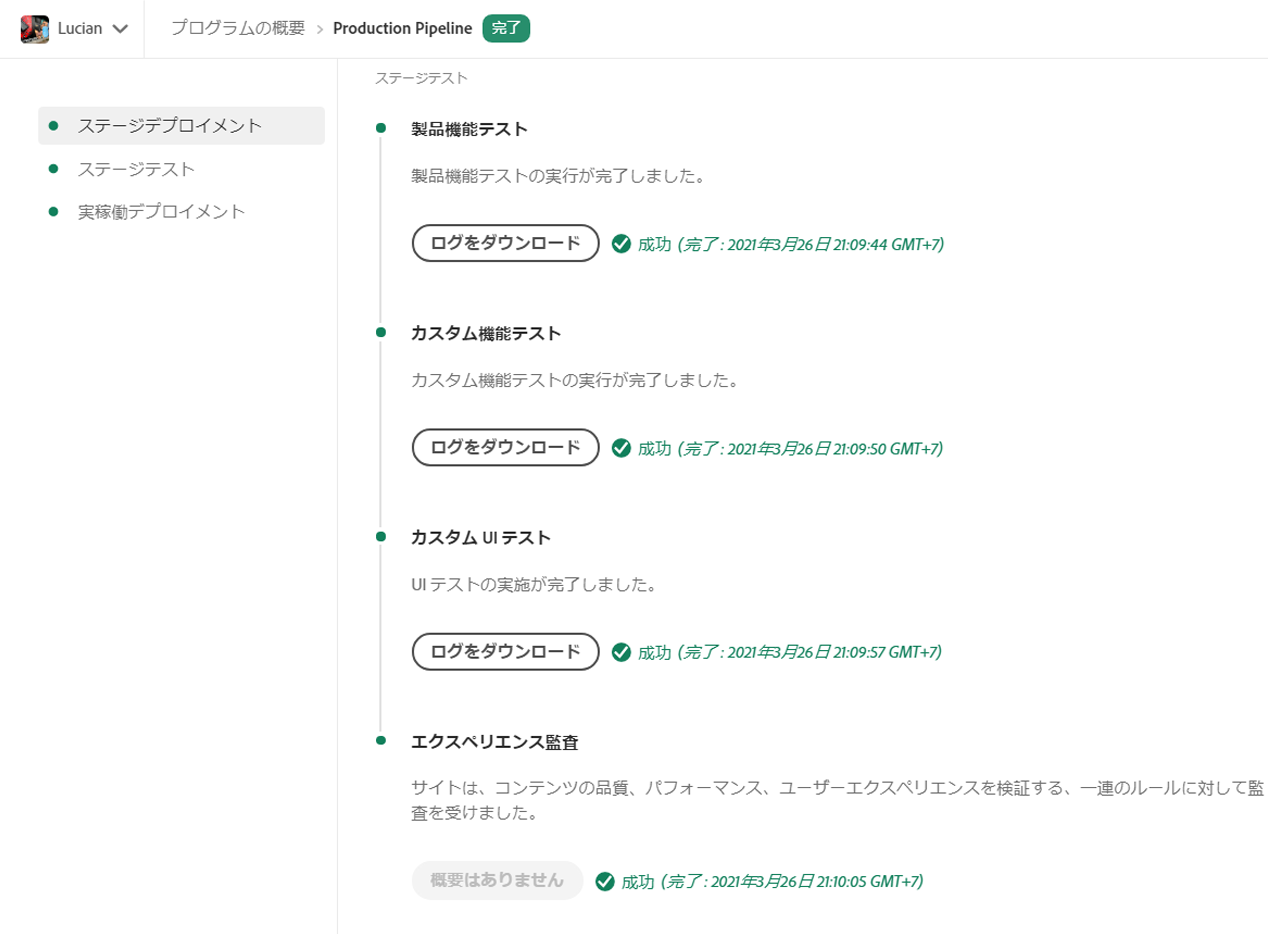 Lucian
プログラムの概要 > Production Pipeline 完了
ステージデプロイメント
ステージテスト
実稼働デプロイメント
ステージテスト
製品機能テスト
製品機能テストの実行が完了しました。
ログをダウンロード 成功 (完了: 2021年3月26日 21:09:44 GMT+7)
カスタム機能テスト
カスタム機能テストの実行が完了しました。
ログをダウンロード 成功 (完了: 2021年3月26日 21:09:50 GMT+7)
カスタム UI テスト
UI テストの実施が完了しました。
ログをダウンロード 成功 (完了: 2021年3月26日 21:09:57 GMT+7)
エクスペリエンス監査
サイトは、コンテンツの品質、パフォーマンス、ユーザーエクスペリエンスを検証する、一連のルールに対して監
査を受けました。
概要はありません 成功 (完了: 2021年3月26日 21:10:05 GMT+7)